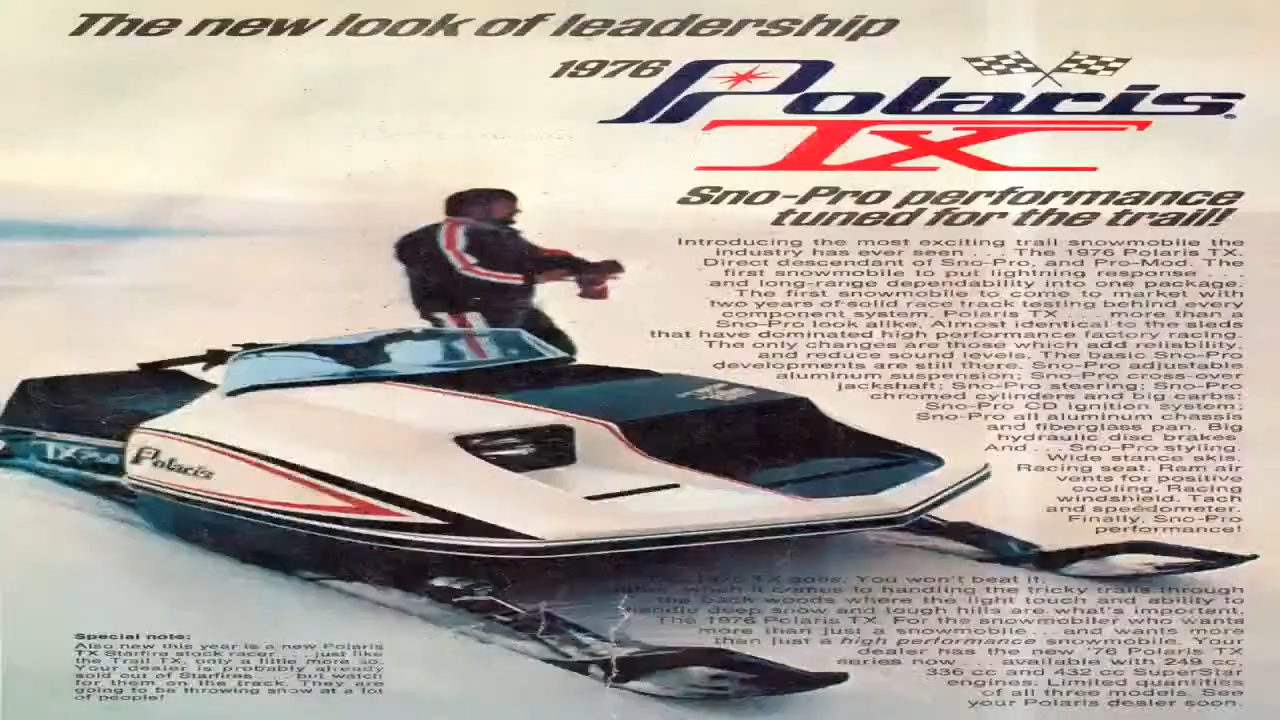 The new look of leadership
1976 Polaris®
TX
Sno-Pro performance
tuned for the trail!
Introducing the most exciting trail snowmobile the
industry has ever seen . . . The 1976 Polaris TX.
Direct descendant of Sno-Pro, and Pro-Mod. The
first snowmobile to put lightning response . . .
and long-range dependability into one package.
The first snowmobile to come to market with
two years of solid race track testing behind every
component system. Polaris TX . . . more than a
Sno-Pro look alike. Almost identical to the sleds
that have dominated high performance factory racing.
The only changes are those which add reliability,
and reduce sound levels. The basic Sno-Pro
developments are still there. Sno-Pro adjustable
aluminum suspension; Sno-Pro cross-over
jackshaft; Sno-Pro steering; Sno-Pro
chromed cylinders and big carbs;
Sno-Pro CD ignition system;
Sno-Pro all aluminum chassis
and fiberglass pan. Big
hydraulic disc brakes.
And . . . Sno-Pro styling.
Wide stance skis.
Racing seat. Ram air
vents for positive
cooling. Racing
windshield. Tach
and speedometer.
Finally, Sno-Pro
performance!
TX
Polaris
TX goes. You won't beat it.
when it comes to handling the tricky trails through
the back woods where the light touch and ability to
handle deep snow and tough hills are what's important.
The 1976 Polaris TX. For the snowmobiler who wants
more than just a snowmobile . . . and wants more
than just a high performance snowmobile. Your
dealer has the new '76 Polaris TX
series now . . . available with 249 cc,
336 cc and 432 cc SuperStar
engines. Limited quantities
of all three models. See
your Polaris dealer soon.
Special note:
Also new this year is a new Polaris
TX Starfire stock racer . . . just like
the Trail TX, only a little more so.
Your dealer is probably already
sold out of Starfires . . . but watch
for them on the track. They are
going to be throwing snow at a lot
of people!